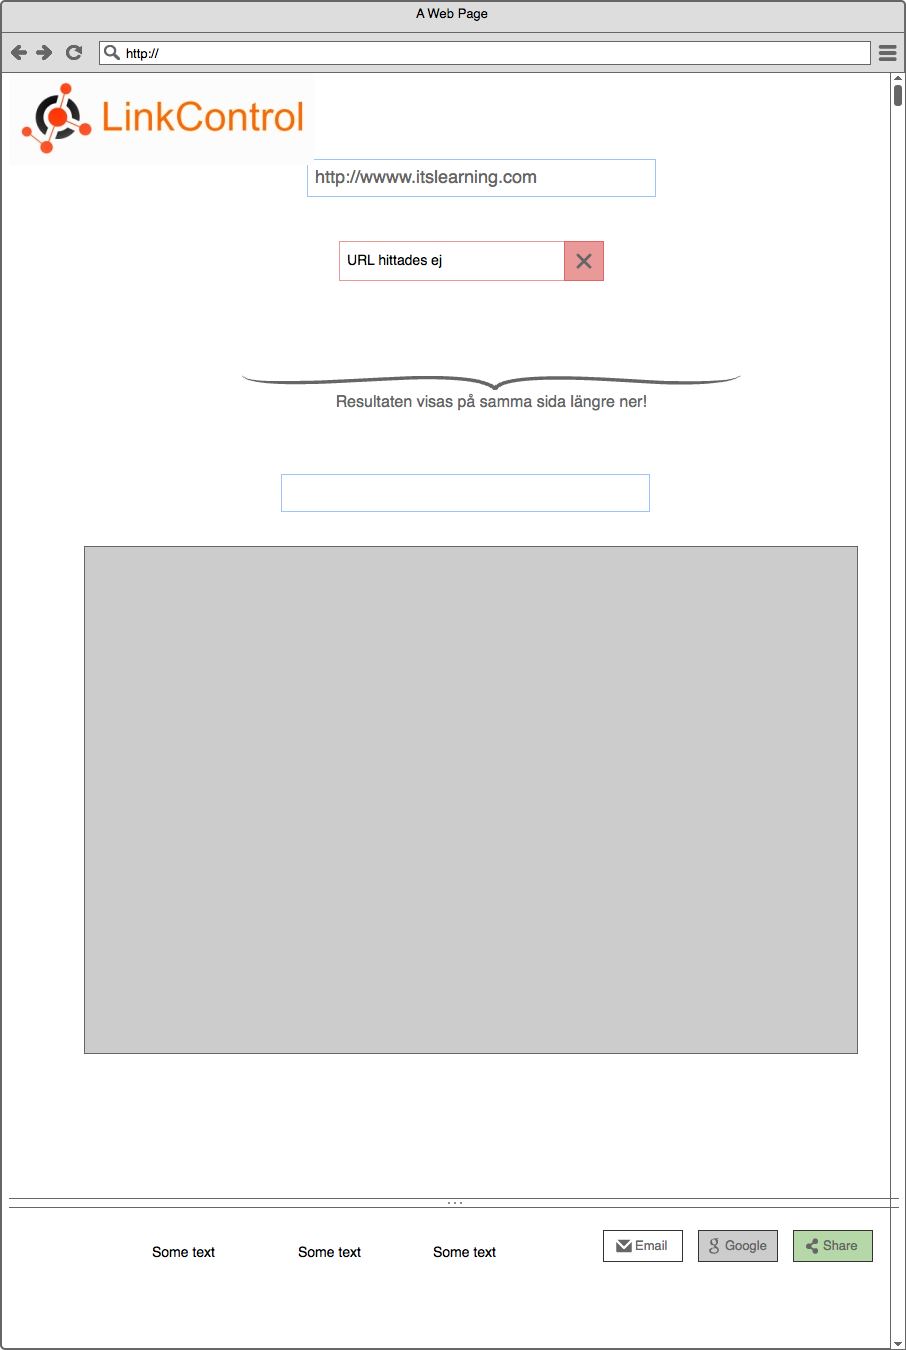 A Web Page
http://
LinkControl
http://wwww.itslearning.com
URL hittades ej
Resultaten visas på samma sida längre ner!
Some text
Some text
Some text
Email
Google
Share